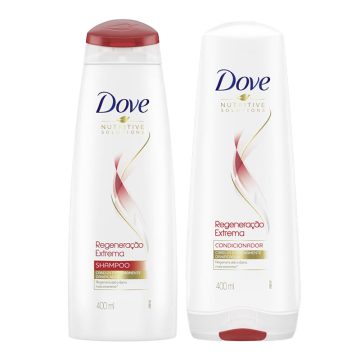 Dove
NUTRITIVE
SOLUTIONS
Regeneração
Extrema
SHAMPOO
400 ml
Dove
NUTRITIVE
SOLUTIONS
Regeneração
Extrema
CONDICIONADOR
400 ml